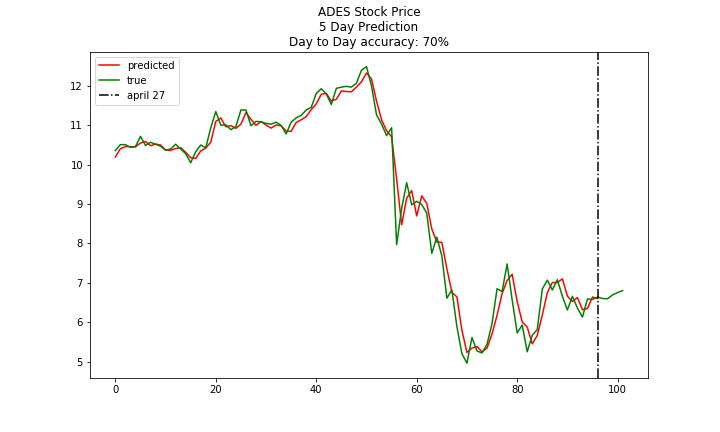 ADES Stock Price
5 Day Prediction
Day to Day accuracy: 70%
predicted
true
april 27
12
11
10
9
8
7
6
5
0 20 40 60 80 100